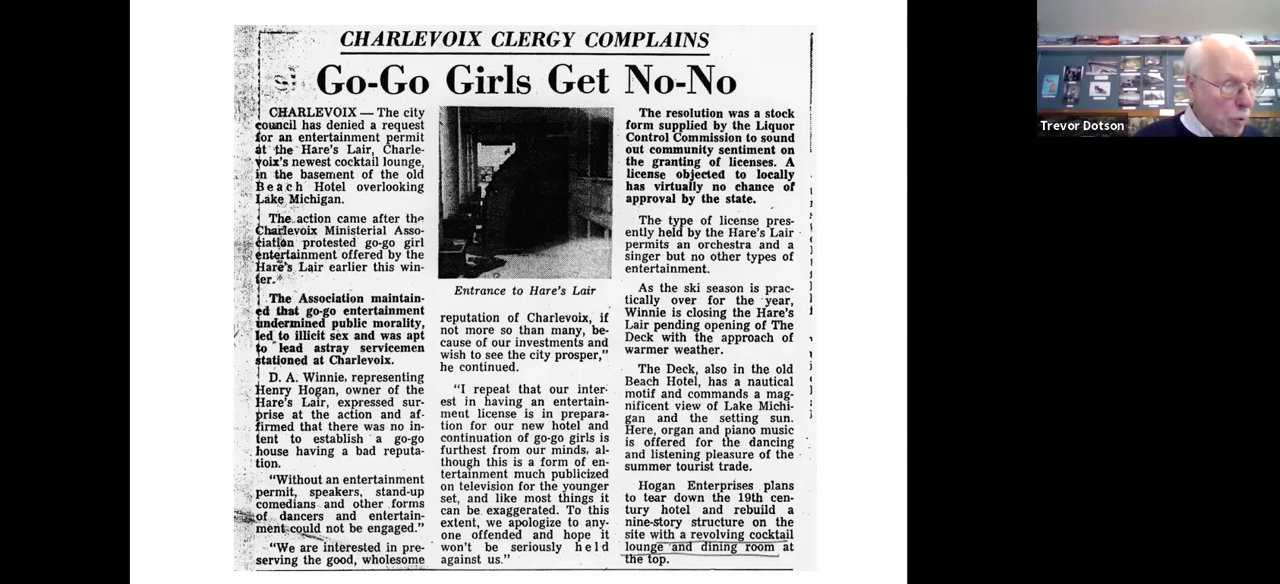 CHARLEVOIX CLERGY COMPLAINS
Go-Go Girls Get No-No
CHARLEVOIX — The city
council has denied a request
for an entertainment permit
at the Hare's Lair, Charle-
voix's newest cocktail lounge,
in the basement of the old
Beach Hotel overlooking
Lake Michigan.
The action came after the
Charlevoix Ministerial Asso-
ciation protested go-go girl
entertainment offered by the
Hare's Lair earlier this win-
ter.
The Association maintain-
ed that go-go entertainment
undermined public morality,
led to illicit sex and was apt
to lead astray servicemen
stationed at Charlevoix.
D. A. Winnie, representing
Henry Hogan, owner of the
Hare's Lair, expressed sur-
prise at the action and af-
firmed that there was no in-
tent to establish a go-go
house having a bad reputa-
tion.
"Without an entertainment
permit, speakers, stand-up
comedians and other forms
of dancers and entertain-
ment could not be engaged."
"We are interested in pre-
serving the good, wholesome
Entrance to Hare's Lair
reputation of Charlevoix, if
not more so than many, be-
cause of our investments and
wish to see the city prosper,"
he continued.
"I repeat that our inter-
est in having an entertain-
ment license is in prepara-
tion for our new hotel and
continuation of go-go girls is
furthest from our minds, al-
though this is a form of en-
tertainment much publicized
on television for the younger
set, and like most things it
can be exaggerated. To this
extent, we apologize to any-
one offended and hope it
won't be seriously held
against us."
The resolution was a stock
form supplied by the Liquor
Control Commission to sound
out community sentiment on
the granting of licenses. A
license objected to locally
has virtually no chance of
approval by the state.
The type of license pres-
ently held by the Hare's Lair
permits an orchestra and a
singer but no other types of
entertainment.
As the ski season is prac-
tically over for the year,
Winnie is closing the Hare's
Lair pending opening of The
Deck with the approach of
warmer weather.
The Deck, also in the old
Beach Hotel, has a nautical
motif and commands a mag-
nificent view of Lake Michi-
gan and the setting sun.
Here, organ and piano music
is offered for the dancing
and listening pleasure of the
summer tourist trade.
Hogan Enterprises plans
to tear down the 19th cen-
tury hotel and rebuild a
nine-story structure on the
site with a revolving cocktail
lounge and dining room at
the top.
Trevor Dotson